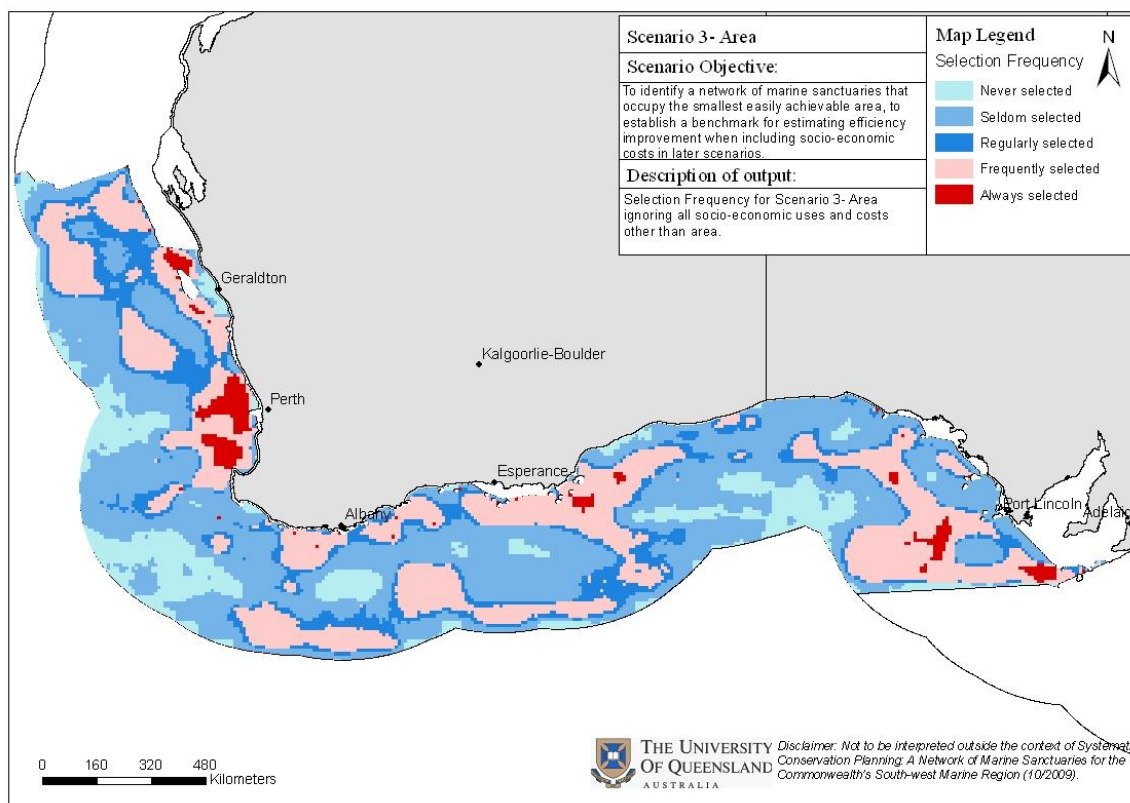 Scenario 3- Area
Scenario Objective:
To identify a network of marine sanctuaries that
occupy the smallest easily achievable area, to
establish a benchmark for estimating efficiency
improvement when including socio-economic
costs in later scenarios.
Description of output:
Selection Frequency for Scenario 3- Area
ignoring all socio-economic uses and costs
other than area.
Map Legend
Selection Frequency
Never selected
Seldom selected
Regularly selected
Frequently selected
Always selected
N
Geraldton
Kalgoorlie-Boulder
Perth
Esperance
Albany
Port Lincoln
Adelaid
0 160 320 480
Kilometers
THE UNIVERSITY
OF QUEENSLAND
AUSTRALIA
Disclaimer: Not to be interpreted outside the context of Systemat
Conservation Planning: A Network of Marine Sanctuaries for the
Commonwealth's South-west Marine Region (10/2009).